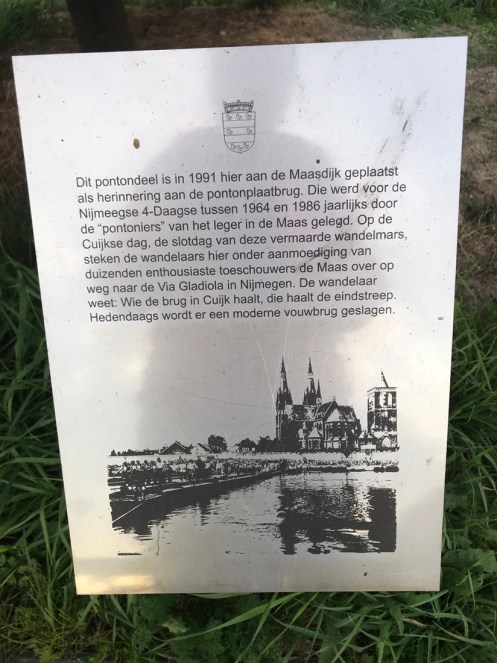 Dit pontondeel is in 1991 hier aan de Maasdijk geplaatst
als herinnering aan de pontonplaatbrug. Die werd voor de
Nijmeegse 4-Daagse tussen 1964 en 1986 jaarlijks door
de “pontoniers” van het leger in de Maas gelegd. Op de
Cuijkse dag, de slotdag van deze vermaarde wandelmars,
steken de wandelaars hier onder aanmoediging van
duizenden enthousiaste toeschouwers de Maas over op
weg naar de Via Gladiola in Nijmegen. De wandelaar
weet: Wie de brug in Cuijk haalt, die haalt de eindstreep.
Hedendaags wordt er een moderne vouwbrug geslagen.